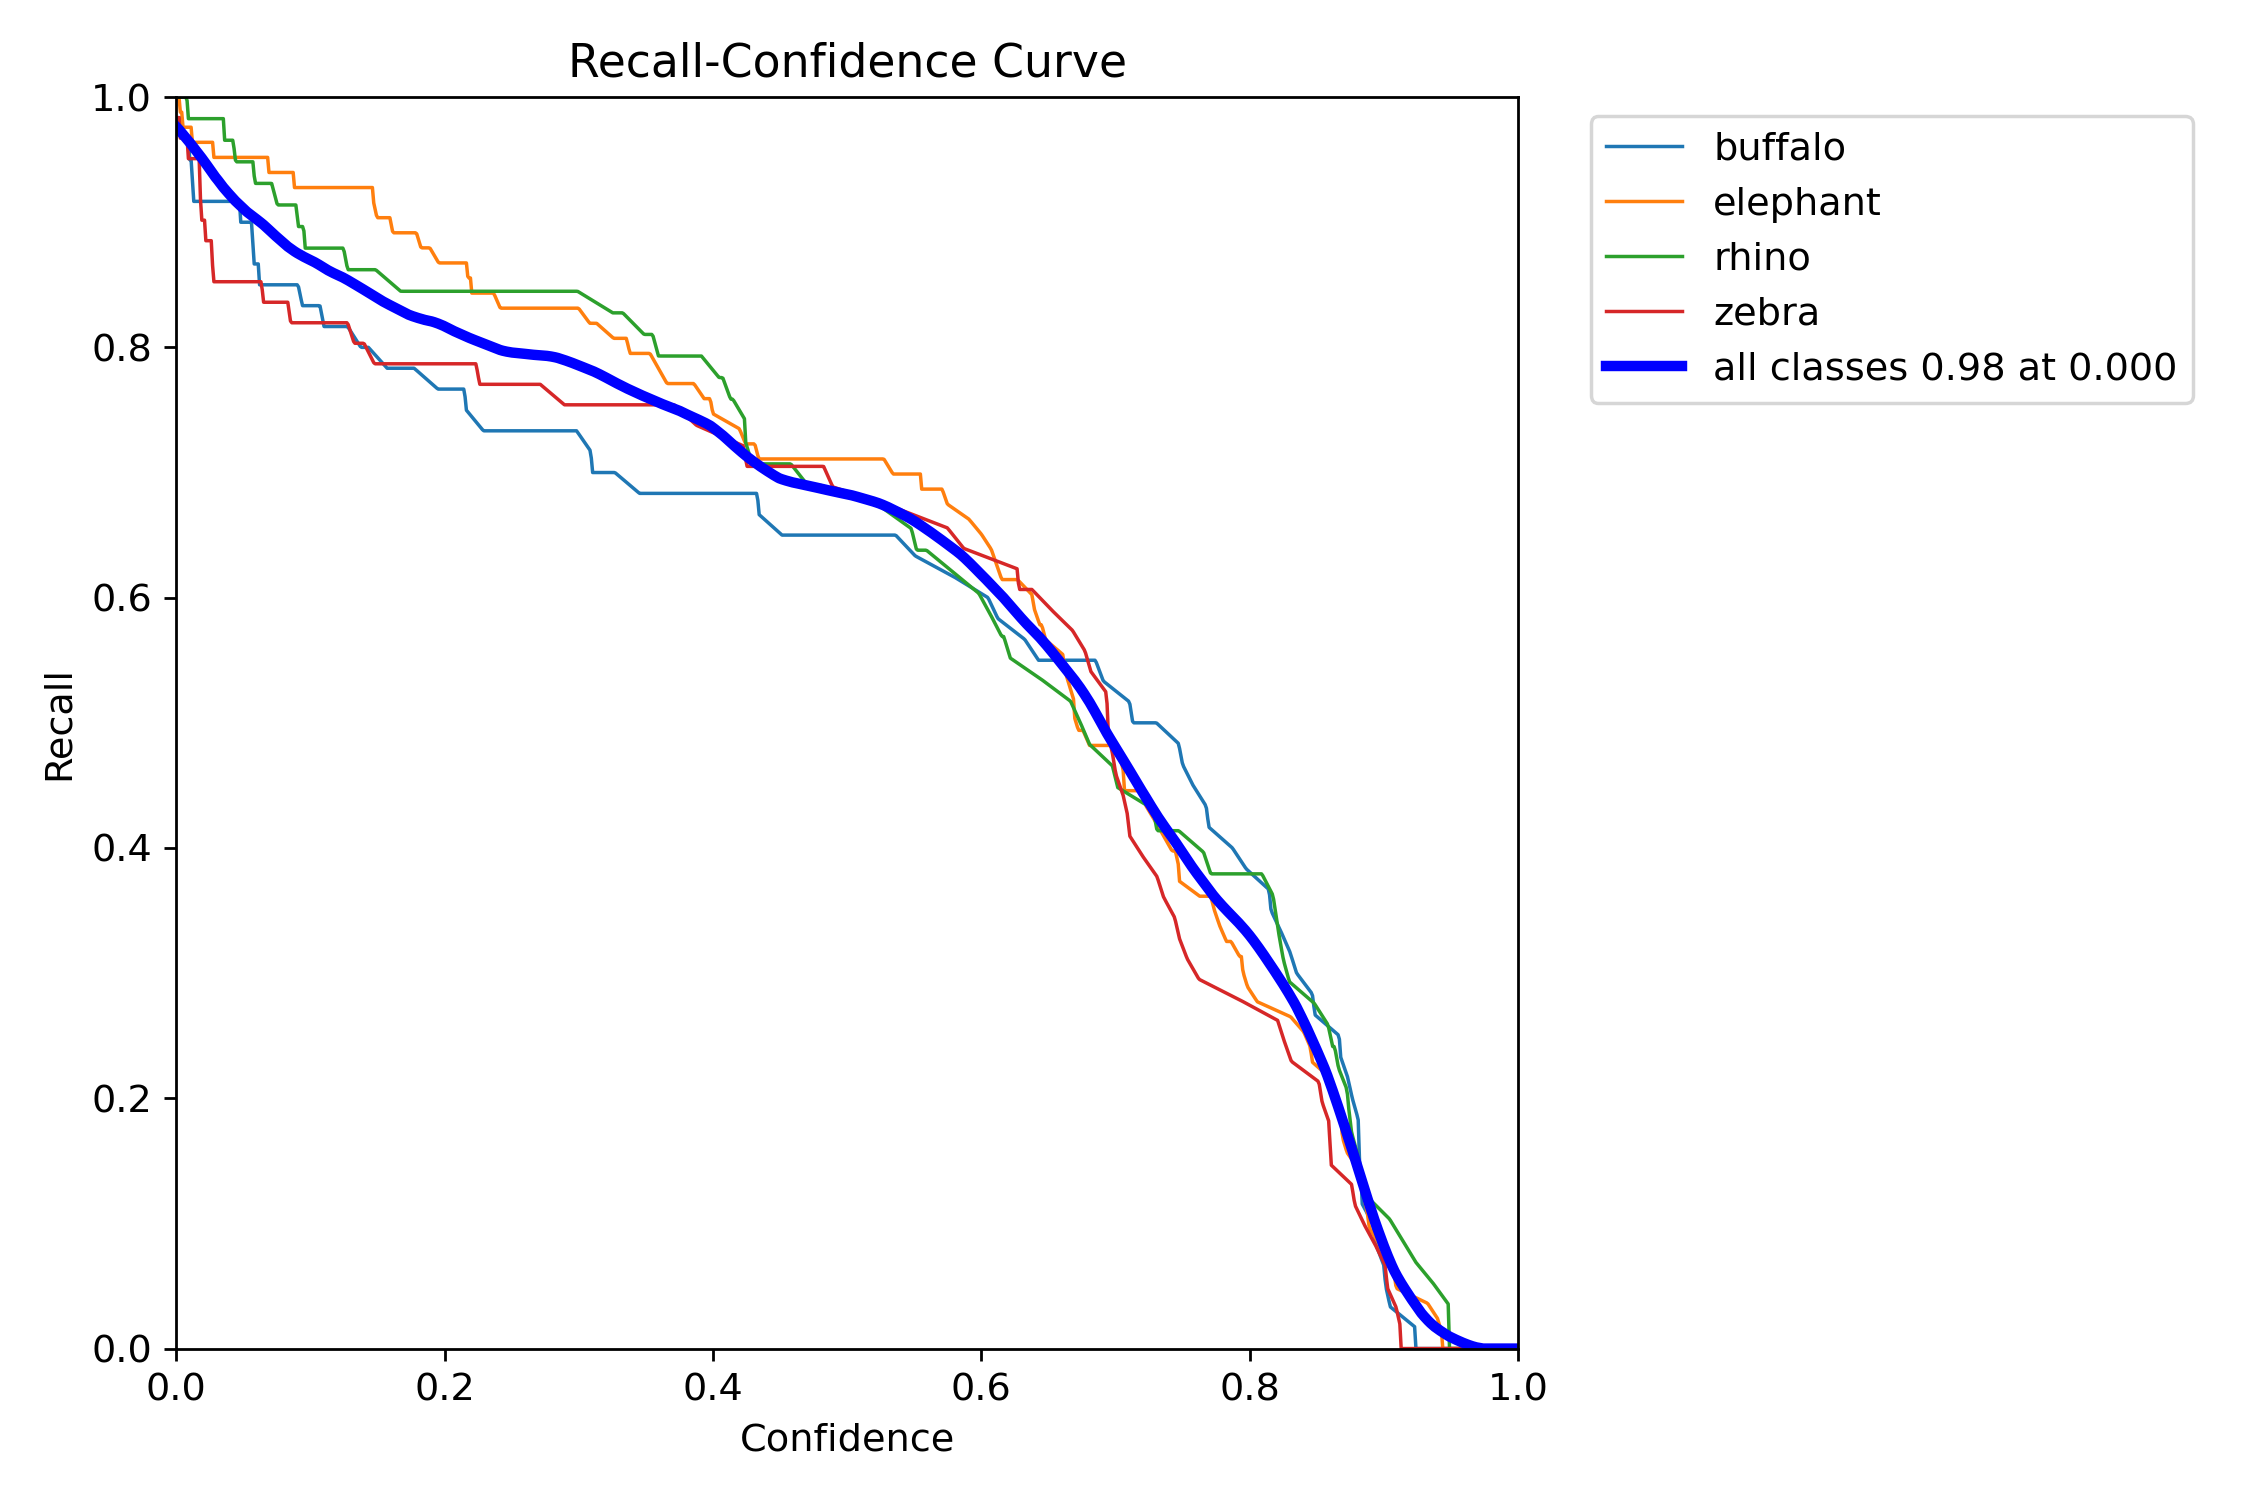 Recall-Confidence Curve
1.0
0.8
0.6
0.4
0.2
0.0
Recall
0.0 0.2 0.4 0.6 0.8 1.0
Confidence
buffalo
elephant
rhino
zebra
all classes 0.98 at 0.000